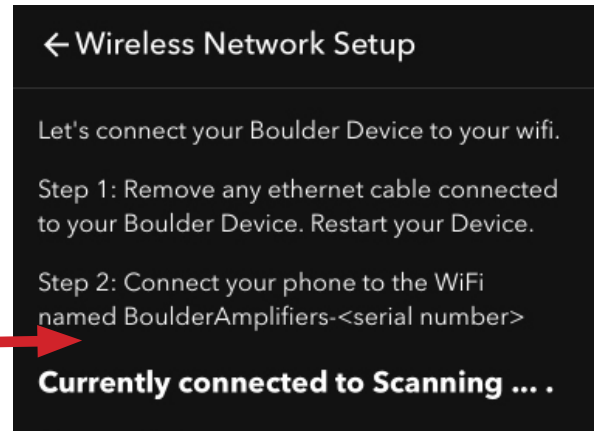 ← Wireless Network Setup
Let's connect your Boulder Device to your wifi.
Step 1: Remove any ethernet cable connected
to your Boulder Device. Restart your Device.
Step 2: Connect your phone to the WiFi
named BoulderAmplifiers-<serial number>
Currently connected to Scanning ... .